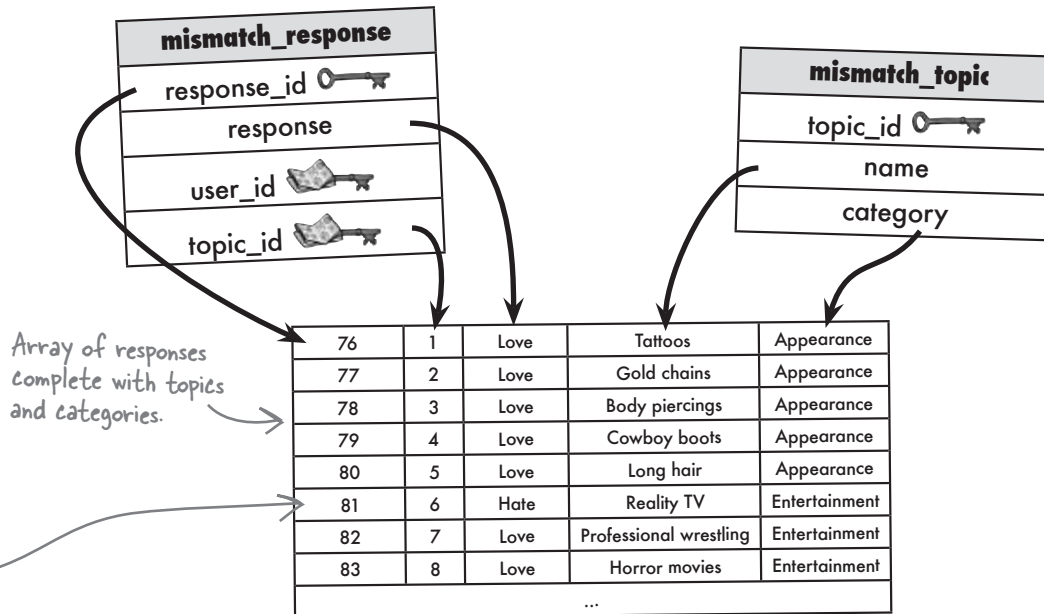 mismatch_response
response_id
response
user_id
topic_id
mismatch_topic
topic_id
name
category
Array of responses
complete with topics
and categories.
76 1 Love Tattoos Appearance
77 2 Love Gold chains Appearance
78 3 Love Body piercings Appearance
79 4 Love Cowboy boots Appearance
80 5 Love Long hair Appearance
81 6 Hate Reality TV Entertainment
82 7 Love Professional wrestling Entertainment
83 8 Love Horror movies Entertainment
...